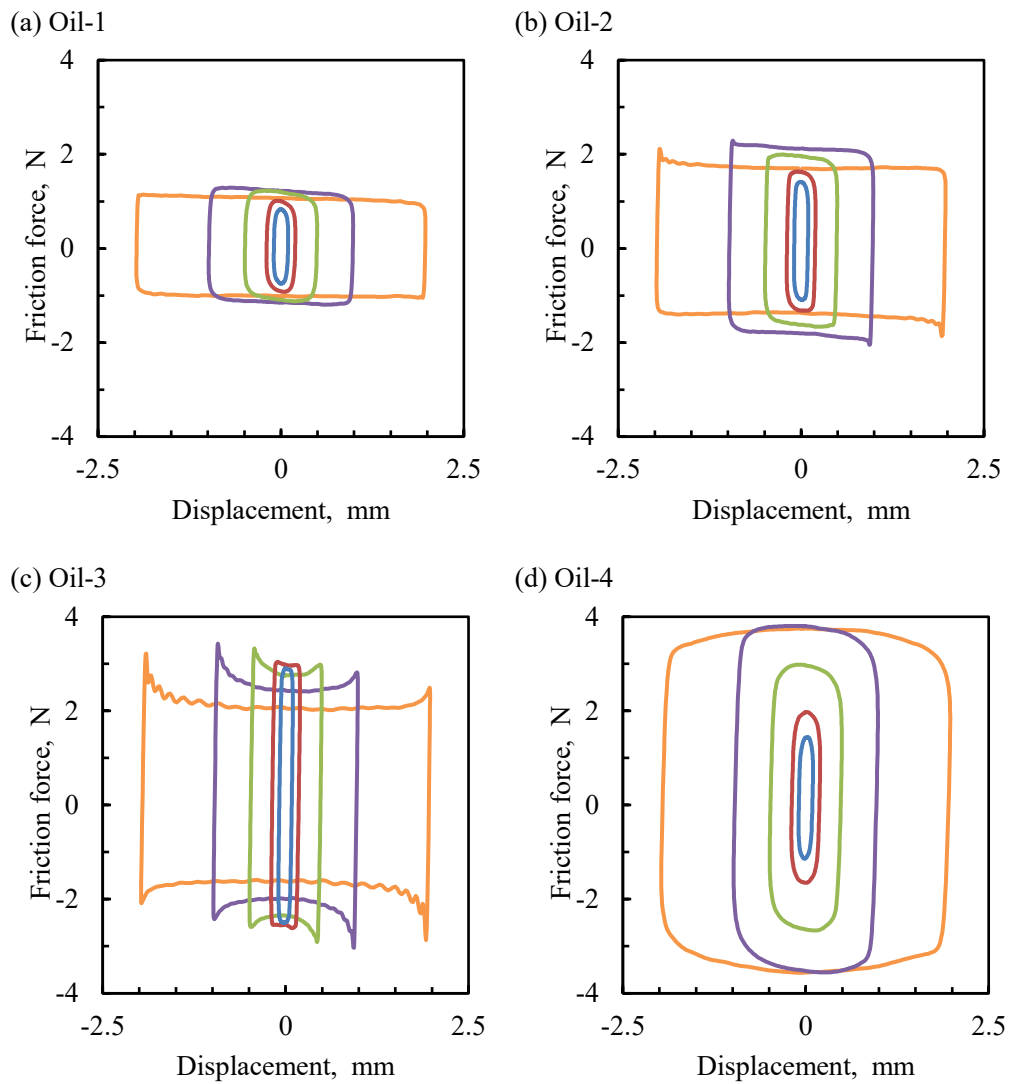 (a) Oil-1
4
2
0
-2
-4
Friction force, N
-2.5
0
2.5
Displacement, mm
(b) Oil-2
4
2
0
-2
-4
Friction force, N
-2.5
0
2.5
Displacement, mm
(c) Oil-3
4
2
0
-2
-4
Friction force, N
-2.5
0
2.5
Displacement, mm
(d) Oil-4
4
2
0
-2
-4
Friction force, N
-2.5
0
2.5
Displacement, mm